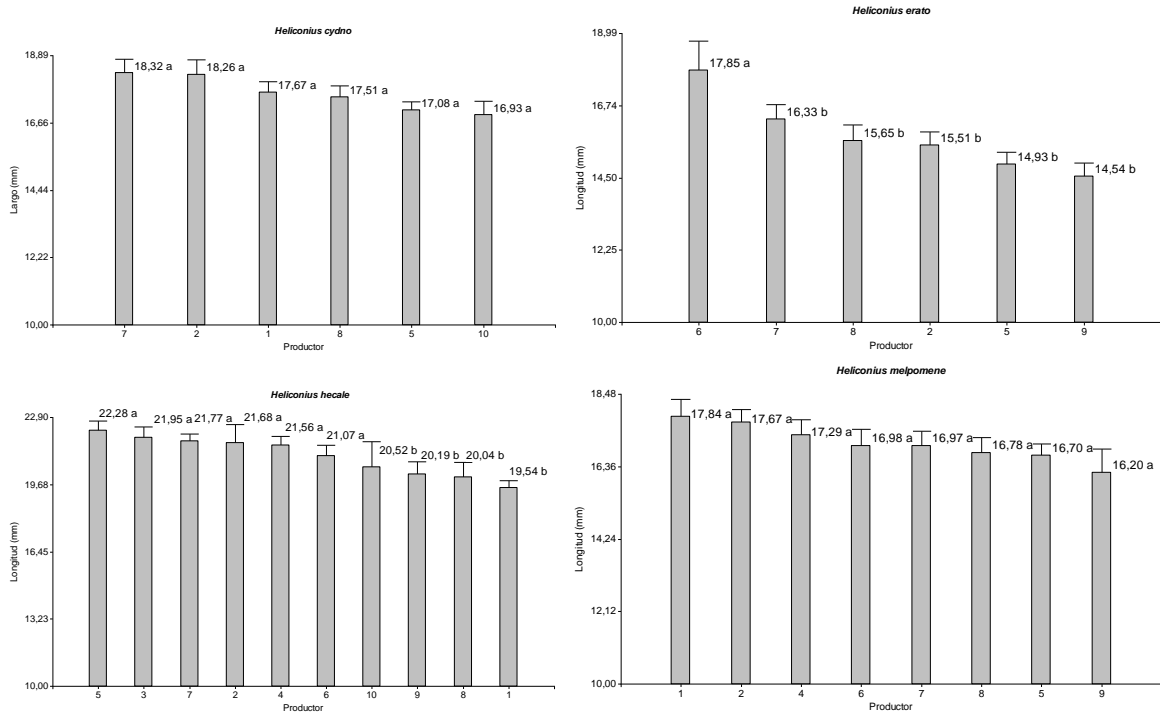 Heliconius cydno
18,89
16,66
14,44
12,22
10,00
Largo (mm)
18,32 a
18,26 a
17,67 a
17,51 a
17,08 a
16,93 a
7 2 1 8 5 10
Productor
Heliconius erato
18,99
16,74
14,50
12,25
10,00
Longitud (mm)
17,85 a
16,33 b
15,65 b
15,51 b
14,93 b
14,54 b
6 7 8 2 5 9
Productor
Heliconius hecale
22,90
19,68
16,45
13,23
10,00
Longitud (mm)
22,28 a
21,95 a
21,77 a
21,68 a
21,56 a
21,07 a
20,52 b
20,19 b
20,04 b
19,54 b
5 3 7 2 4 6 10 9 8 1
Productor
Heliconius melpomene
18,48
16,36
14,24
12,12
10,00
Longitud (mm)
17,84 a
17,67 a
17,29 a
16,98 a
16,97 a
16,78 a
16,70 a
16,20 a
1 2 4 6 7 8 5 9
Productor